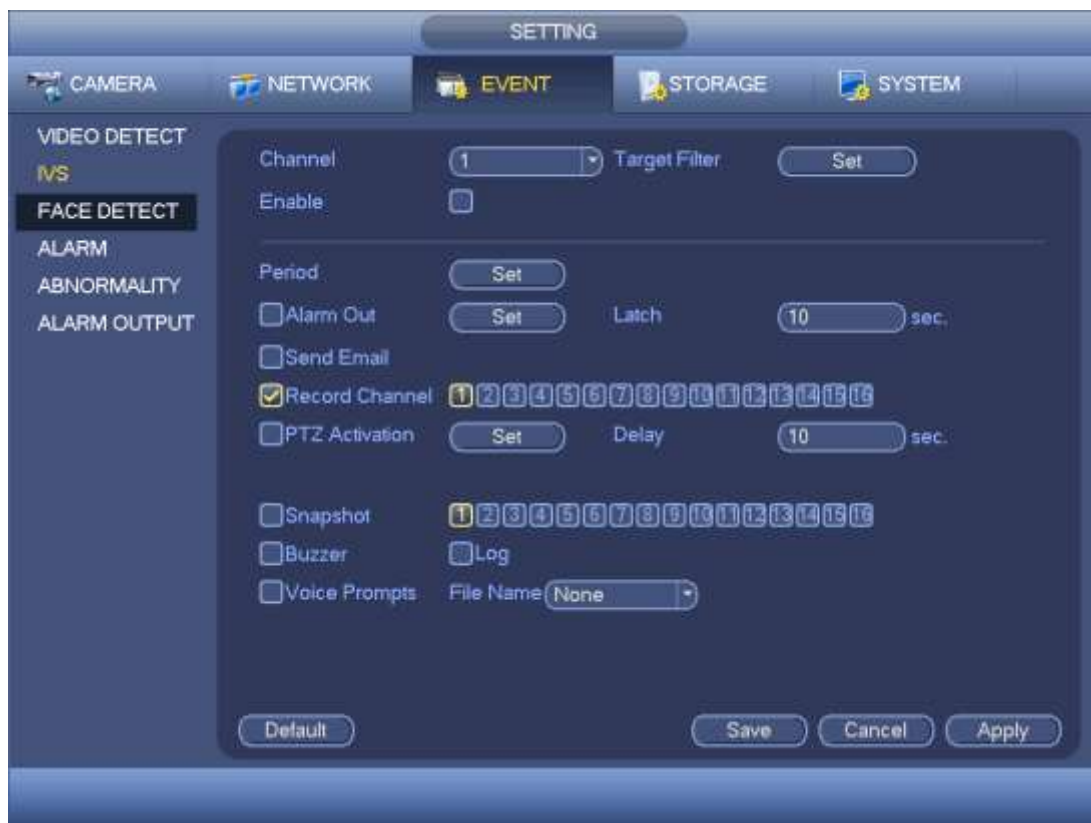 SETTING
CAMERA NETWORK EVENT STORAGE SYSTEM
VIDEO DETECT
IVS
FACE DETECT
ALARM
ABNORMALITY
ALARM OUTPUT
Channel 1 Target Filter Set
Enable
Period Set
Alarm Out Set Latch 10 sec.
Send Email
Record Channel 1 2 3 4 5 6 7 8 9 10 11 12 13 14 15 16
PTZ Activation Set Delay 10 sec.
Snapshot 1 2 3 4 5 6 7 8 9 10 11 12 13 14 15 16
Buzzer Log
Voice Prompts File Name None
Default Save Cancel Apply